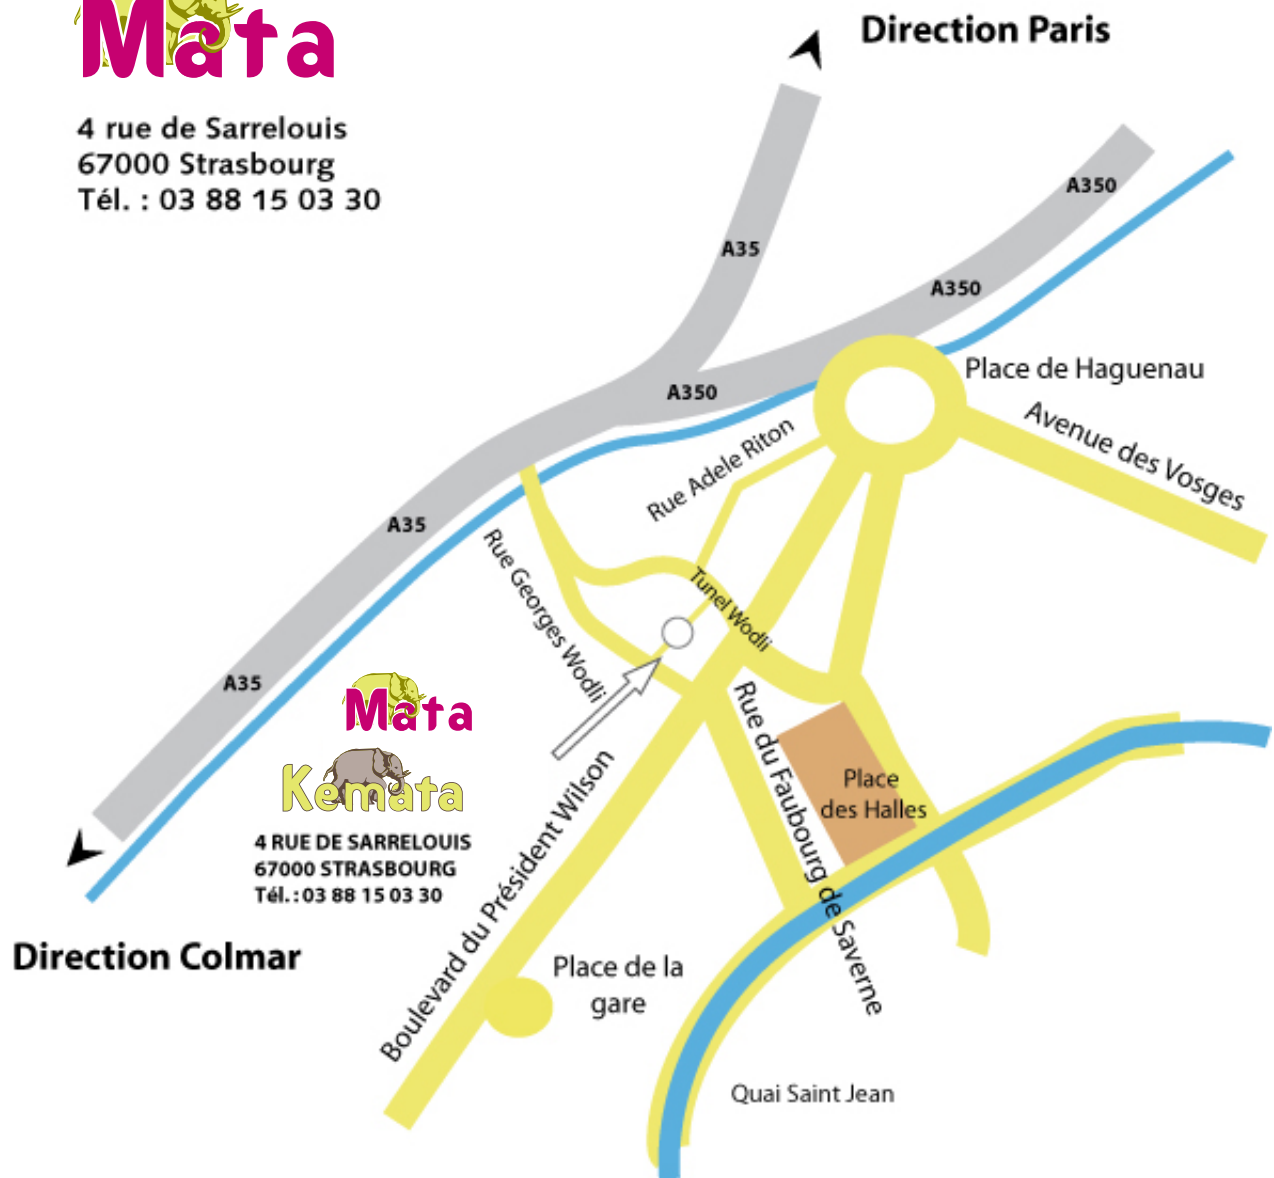 Mata
Direction Paris
4 rue de Sarrelouis
67000 Strasbourg
Tél. : 03 88 15 03 30
A350
A35
A350
Place de Haguenau
A350
Avenue des Vosges
Rue Adele Riton
A35
Rue Georges Wodli
Tunel Wodli
A35
Mata
Kemata
4 RUE DE SARRELOUIS
67000 STRASBOURG
Tél. : 03 88 15 03 30
Boulevard du Président Wilson
Rue du Faubourg de Saverne
Place
des Halles
Direction Colmar
Place de la
gare
Quai Saint Jean